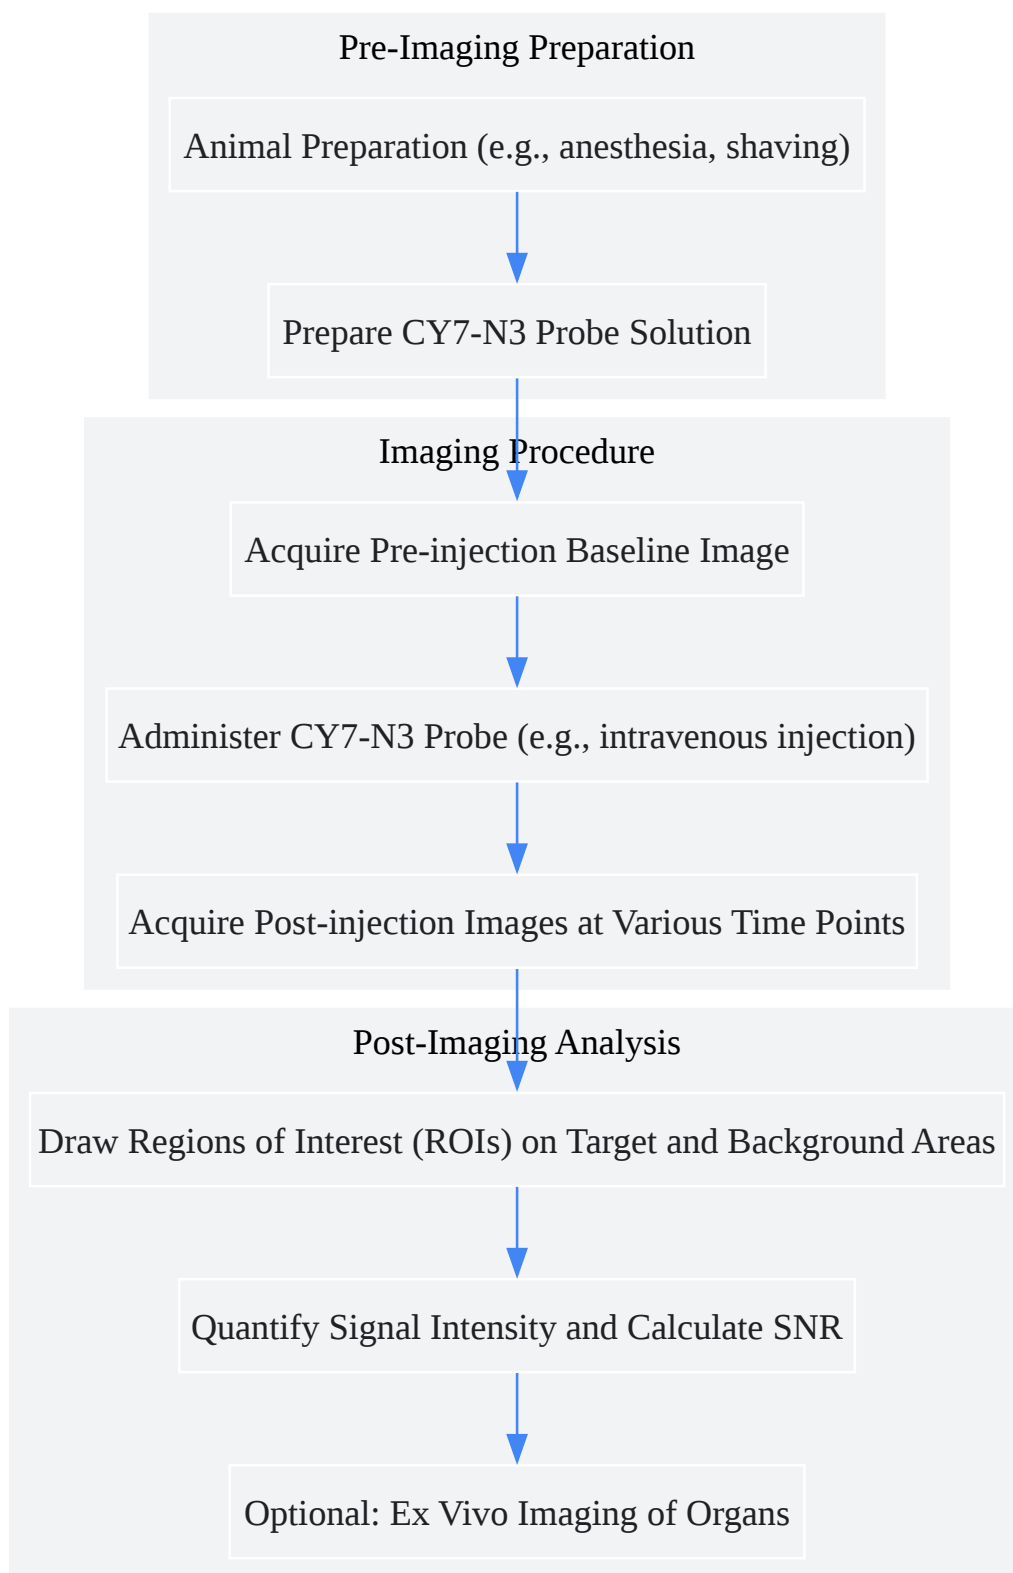 Pre-Imaging Preparation
Animal Preparation (e.g., anesthesia, shaving)
Prepare CY7-N3 Probe Solution
Imaging Procedure
Acquire Pre-injection Baseline Image
Administer CY7-N3 Probe (e.g., intravenous injection)
Acquire Post-injection Images at Various Time Points
Post-Imaging Analysis
Draw Regions of Interest (ROIs) on Target and Background Areas
Quantify Signal Intensity and Calculate SNR
Optional: Ex Vivo Imaging of Organs